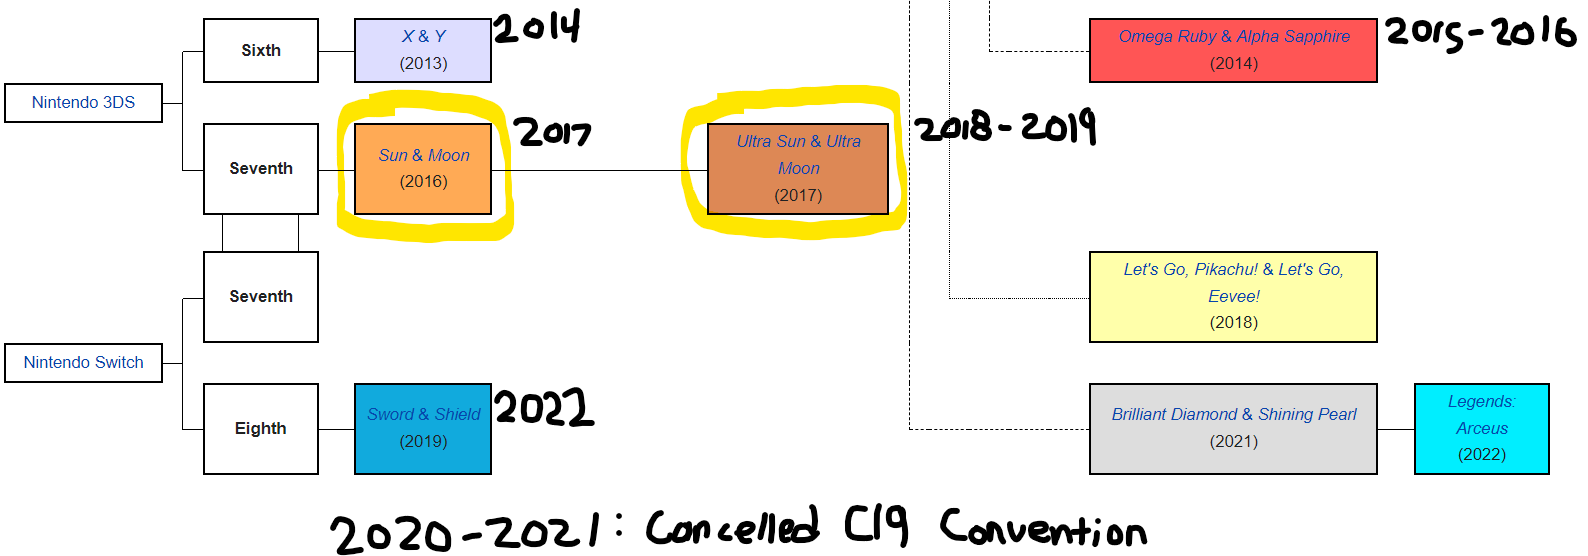 Sixth
X & Y
(2013)
2014
Omega Ruby & Alpha Sapphire
(2014)
2015-2016
Nintendo 3DS
Seventh
Sun & Moon
(2016)
2017
Ultra Sun & Ultra
Moon
(2017)
2018-2019
Seventh
Let's Go, Pikachu! & Let's Go,
Eevee!
(2018)
Nintendo Switch
Eighth
Sword & Shield
(2019)
2022
Brilliant Diamond & Shining Pearl
(2021)
Legends:
Arceus
(2022)
2020-2021: Cancelled C19 Convention